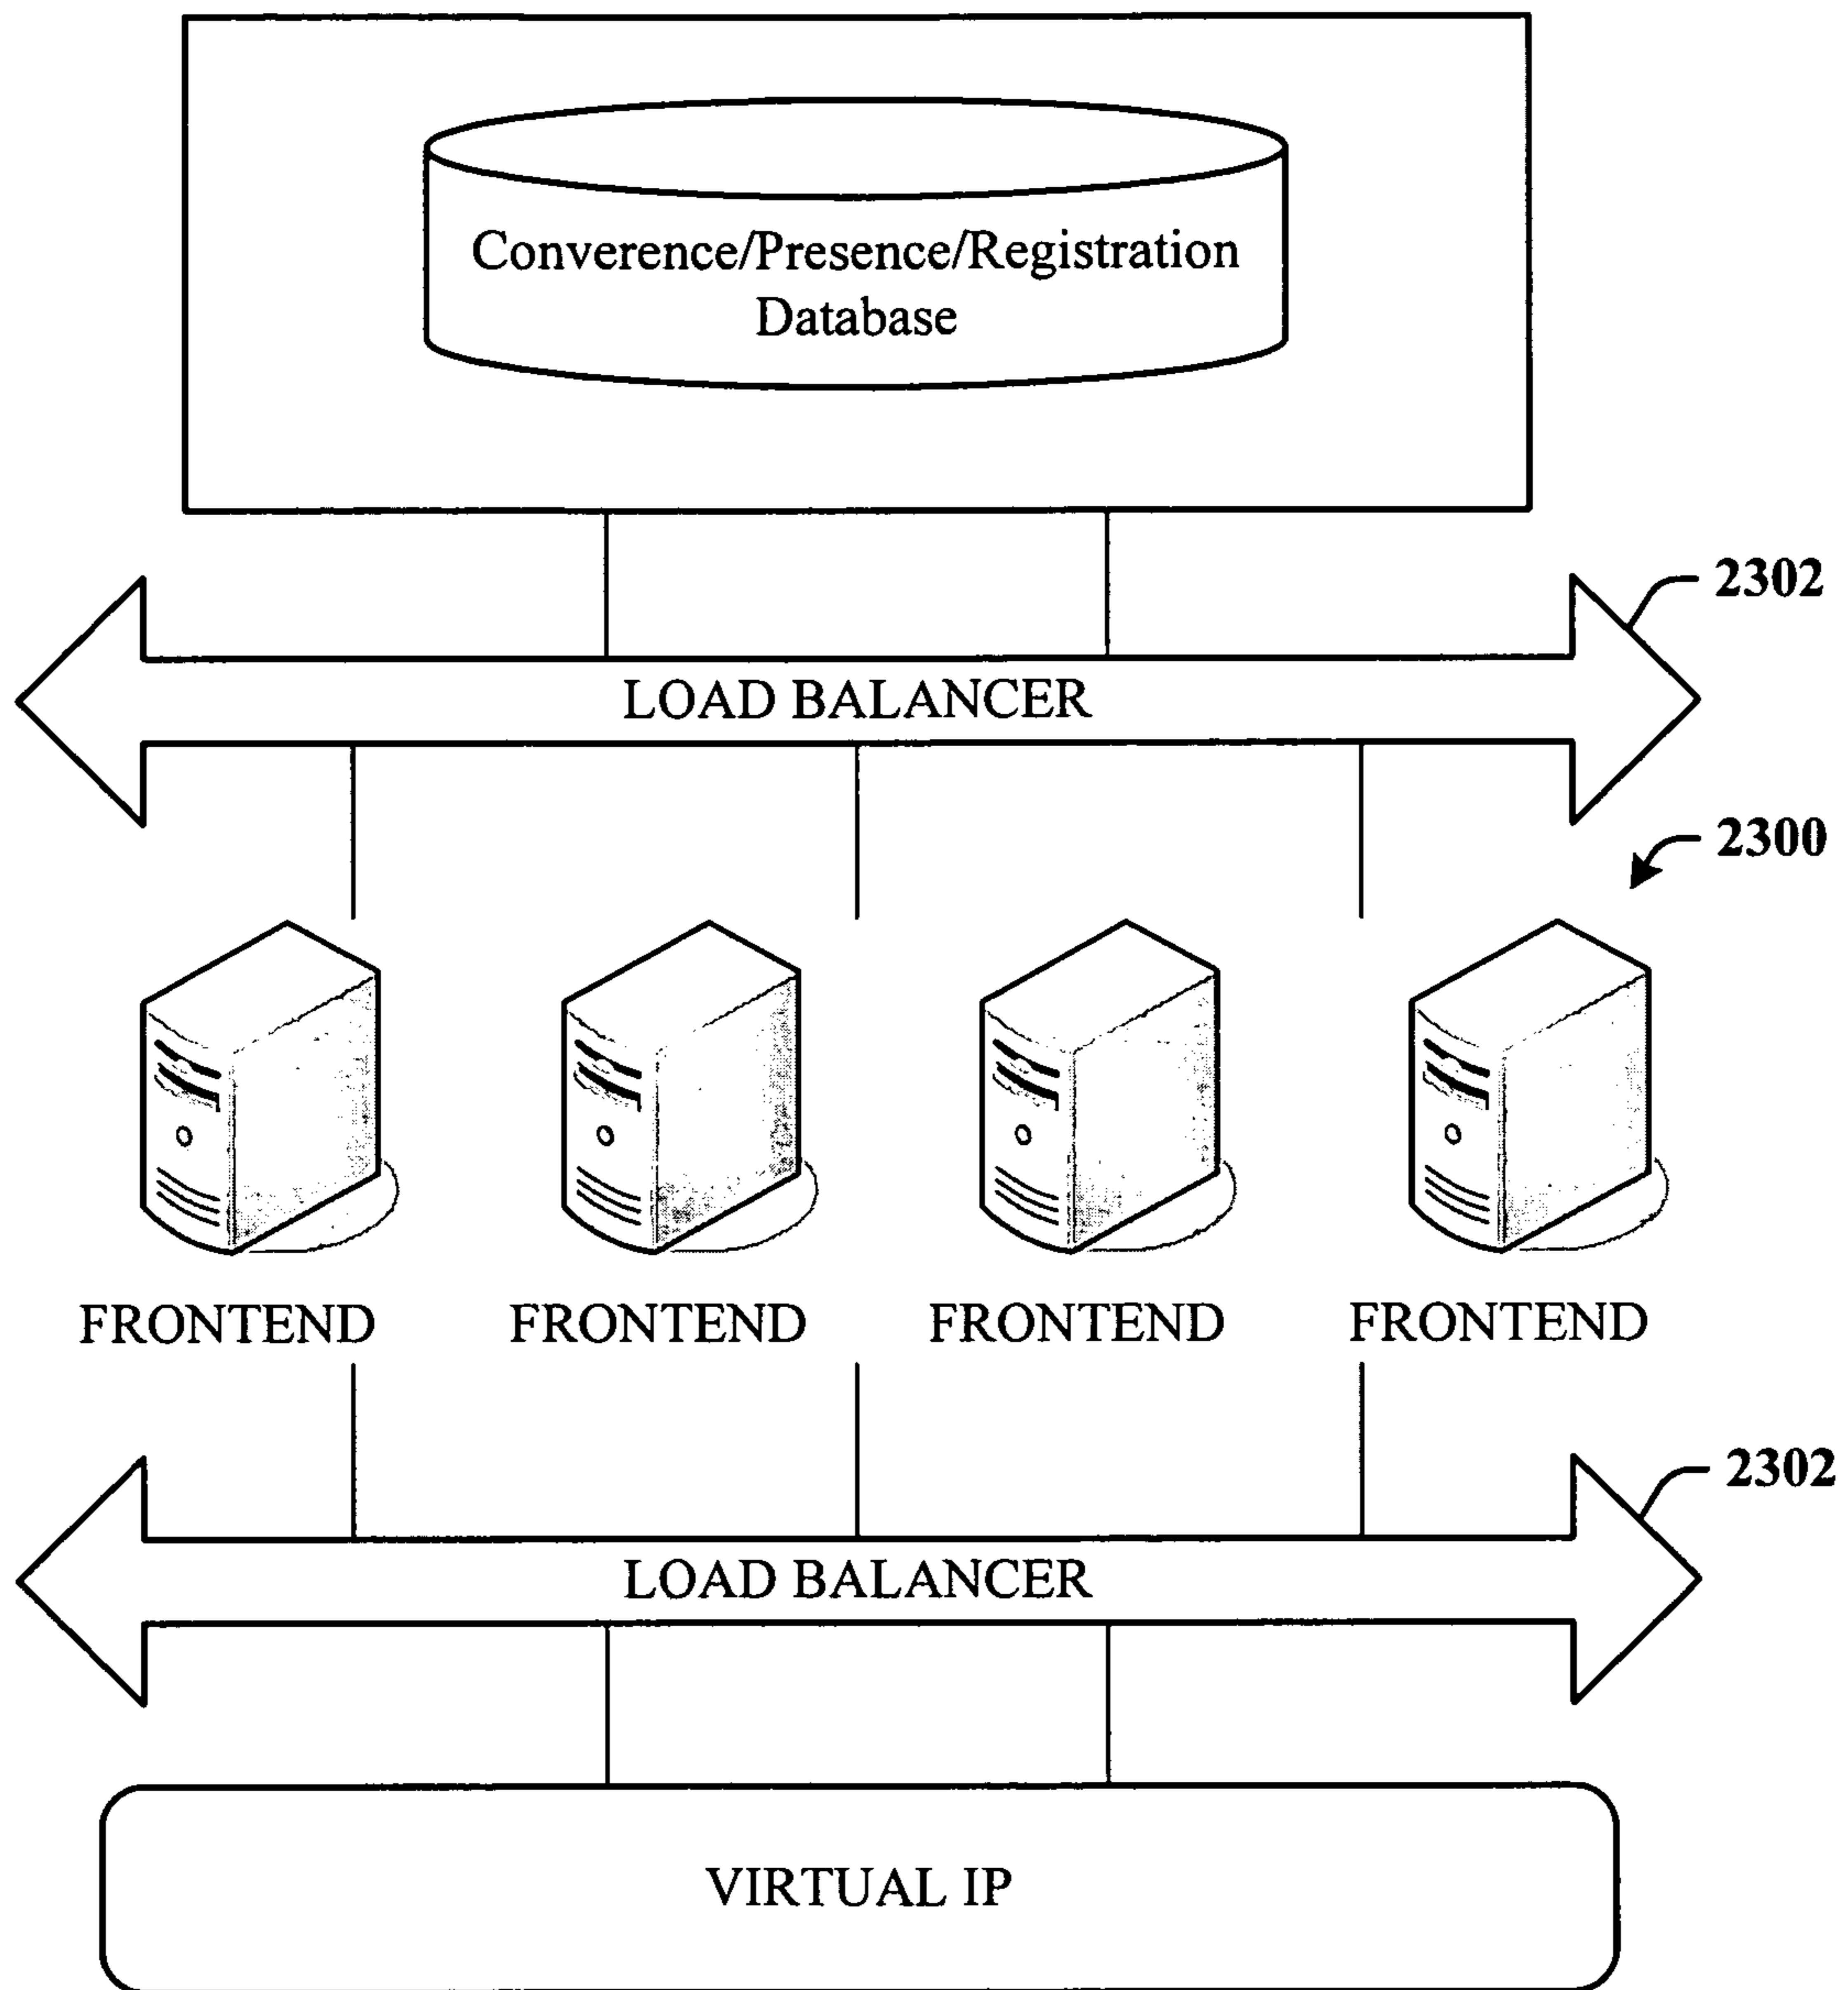 Converence/Presence/Registration
Database
2302
LOAD BALANCER
2300
FRONTEND FRONTEND FRONTEND FRONTEND
2302
LOAD BALANCER
VIRTUAL IP